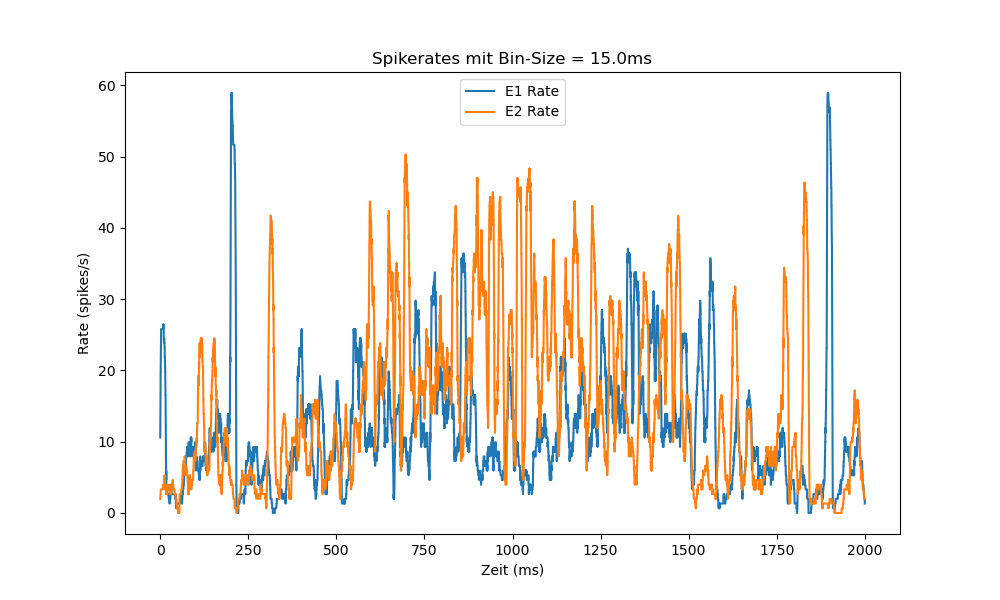 Spikerates mit Bin-Size = 15.0ms
E1 Rate
E2 Rate
60
50
40
30
20
10
0
Rate (spikes/s)
0 250 500 750 1000 1250 1500 1750 2000
Zeit (ms)